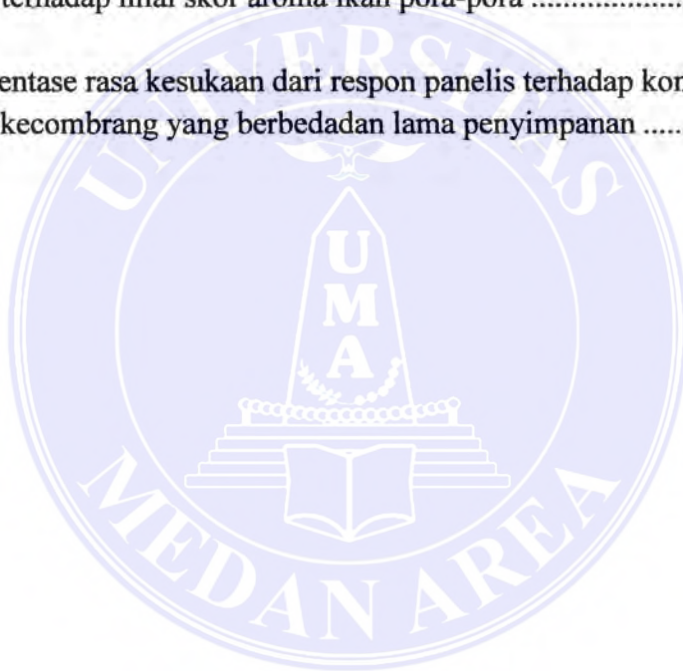 terhadap nilai skor aroma ikan pora-pora ....................
entase rasa kesukaan dari respon panelis terhadap kon
kecombrang yang berbedadan lama penyimpanan .....
UNIVERSITAS
UMA
MEDAN AREA